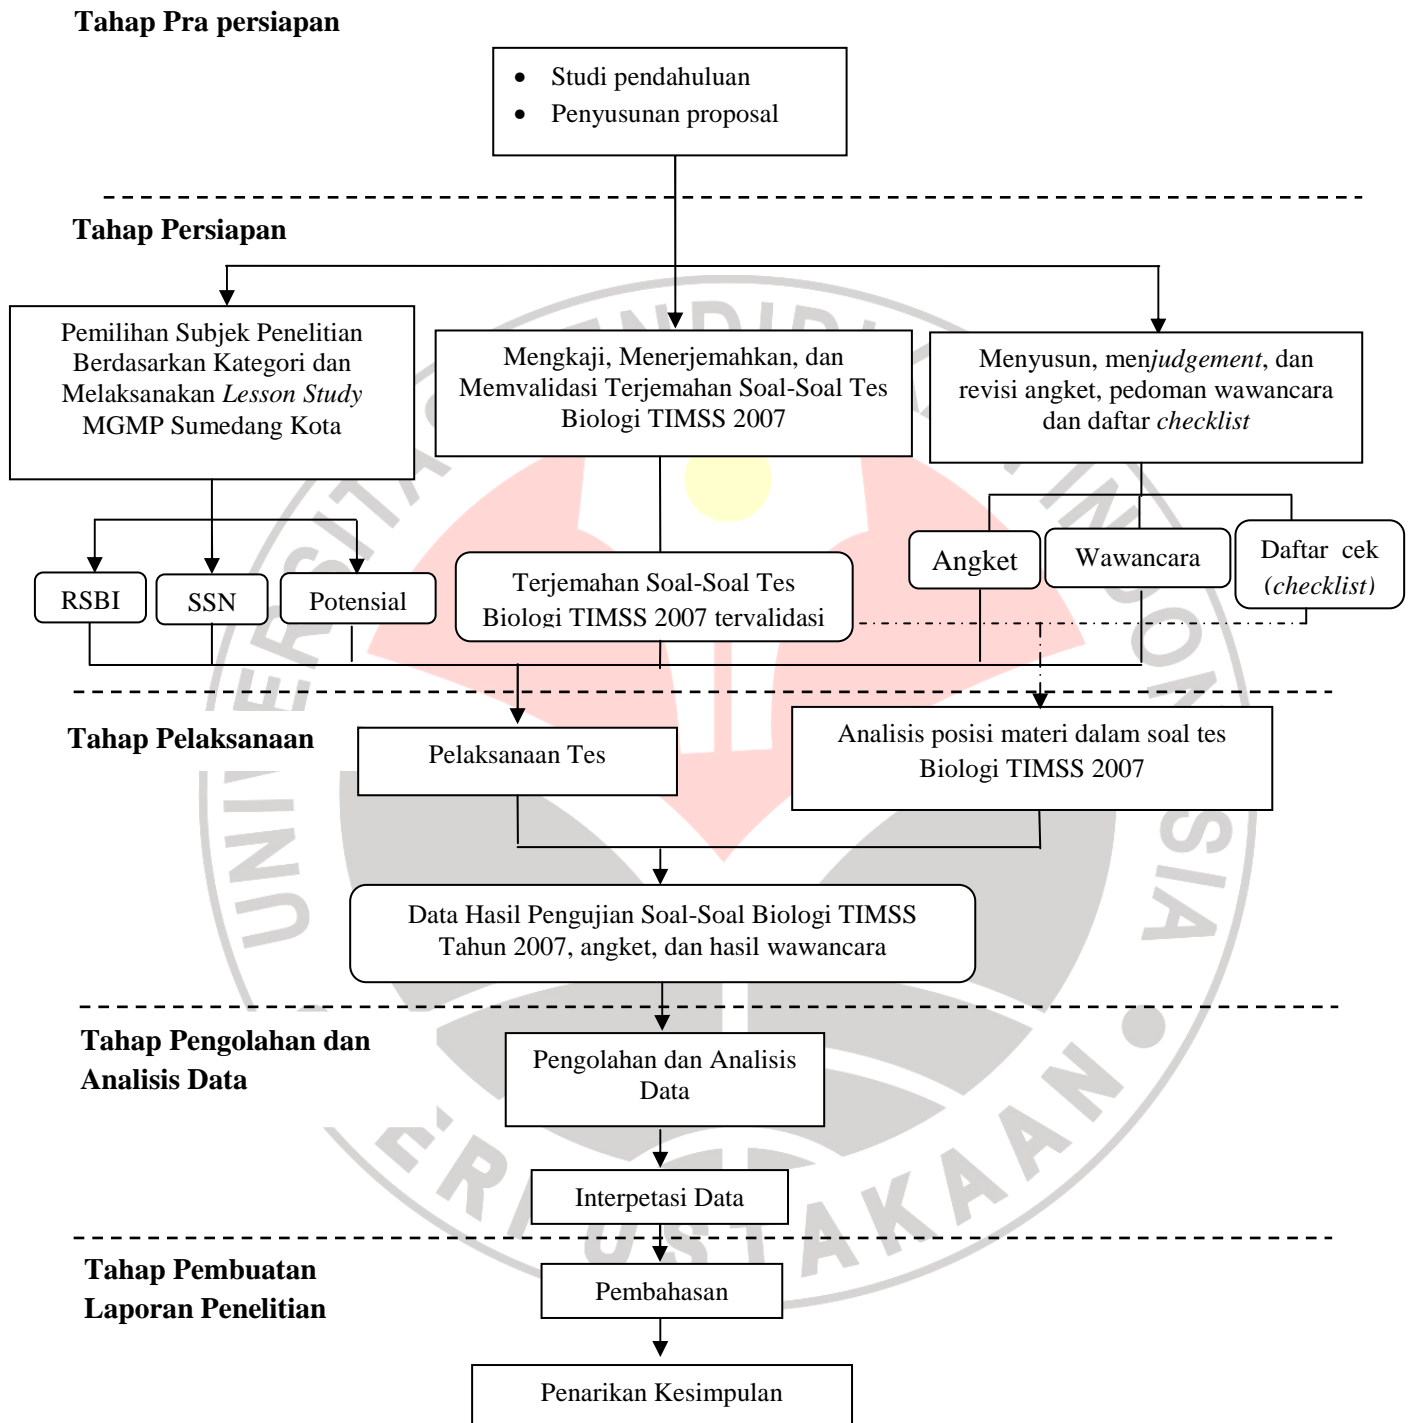 Tahap Pra persiapan
• Studi pendahuluan
• Penyusunan proposal
Tahap Persiapan
Pemilihan Subjek Penelitian
Berdasarkan Kategori dan
Melaksanakan Lesson Study
MGMP Sumedang Kota
Mengkaji, Menerjemahkan, dan
Memvalidasi Terjemahan Soal-Soal Tes
Biologi TIMSS 2007
Menyusun, menjudgement, dan
revisi angket, pedoman wawancara
dan daftar checklist
RSBI
SSN
Potensial
Terjemahan Soal-Soal Tes
Biologi TIMSS 2007 tervalidasi
Angket
Wawancara
Daftar cek
(checklist)
Tahap Pelaksanaan
Pelaksanaan Tes
Analisis posisi materi dalam soal tes
Biologi TIMSS 2007
Data Hasil Pengujian Soal-Soal Biologi TIMSS
Tahun 2007, angket, dan hasil wawancara
Tahap Pengolahan dan
Analisis Data
Pengolahan dan Analisis
Data
Interpetasi Data
Tahap Pembuatan
Laporan Penelitian
Pembahasan
Penarikan Kesimpulan